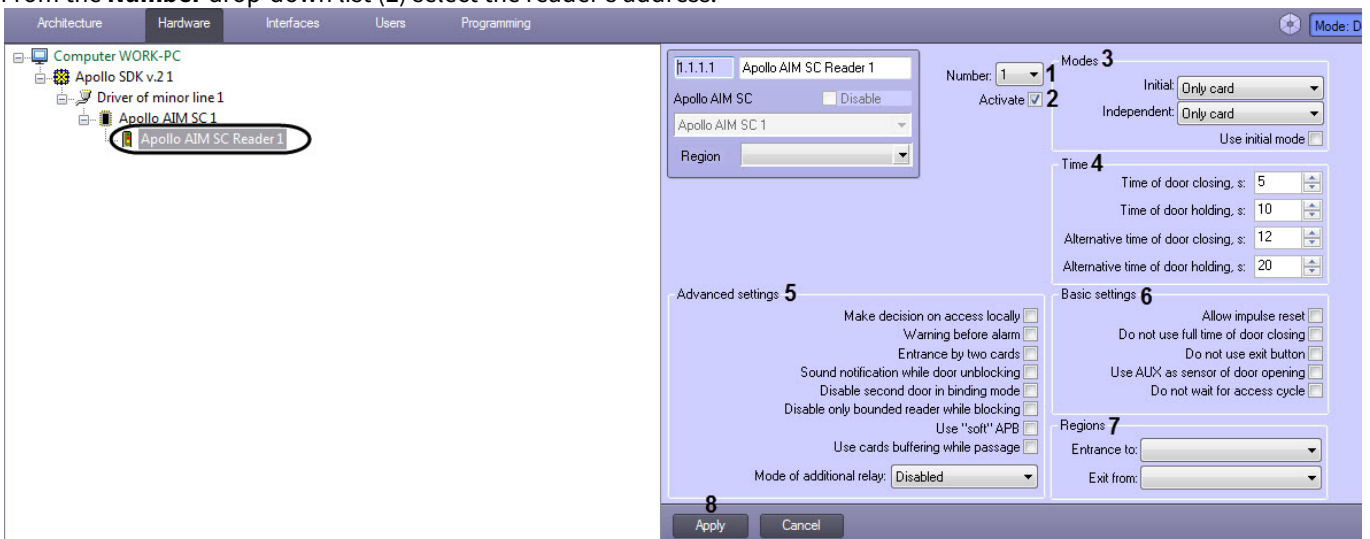 From the Number drop-down list (1) select the reader's address.
Architecture Hardware Interfaces Users Programming Mode: D
Computer WORK-PC
Apollo SDK v.2 1
Driver of minor line 1
Apollo AIM SC 1
Apollo AIM SC Reader 1
1.1.1.1 Apollo AIM SC Reader 1
Apollo AIM SC Disable
Apollo AIM SC 1
Region
Number: 1 1
Activate 2
Modes 3
Initial: Only card
Independent: Only card
Use initial mode
Time 4
Time of door closing, s: 5
Time of door holding, s: 10
Alternative time of door closing, s: 12
Alternative time of door holding, s: 20
Advanced settings 5
Make decision on access locally
Warning before alarm
Entrance by two cards
Sound notification while door unblocking
Disable second door in binding mode
Disable only bounded reader while blocking
Use "soft" APB
Use cards buffering while passage
Mode of additional relay: Disabled
Basic settings 6
Allow impulse reset
Do not use full time of door closing
Do not use exit button
Use AUX as sensor of door opening
Do not wait for access cycle
Regions 7
Entrance to:
Exit from:
8
Apply Cancel